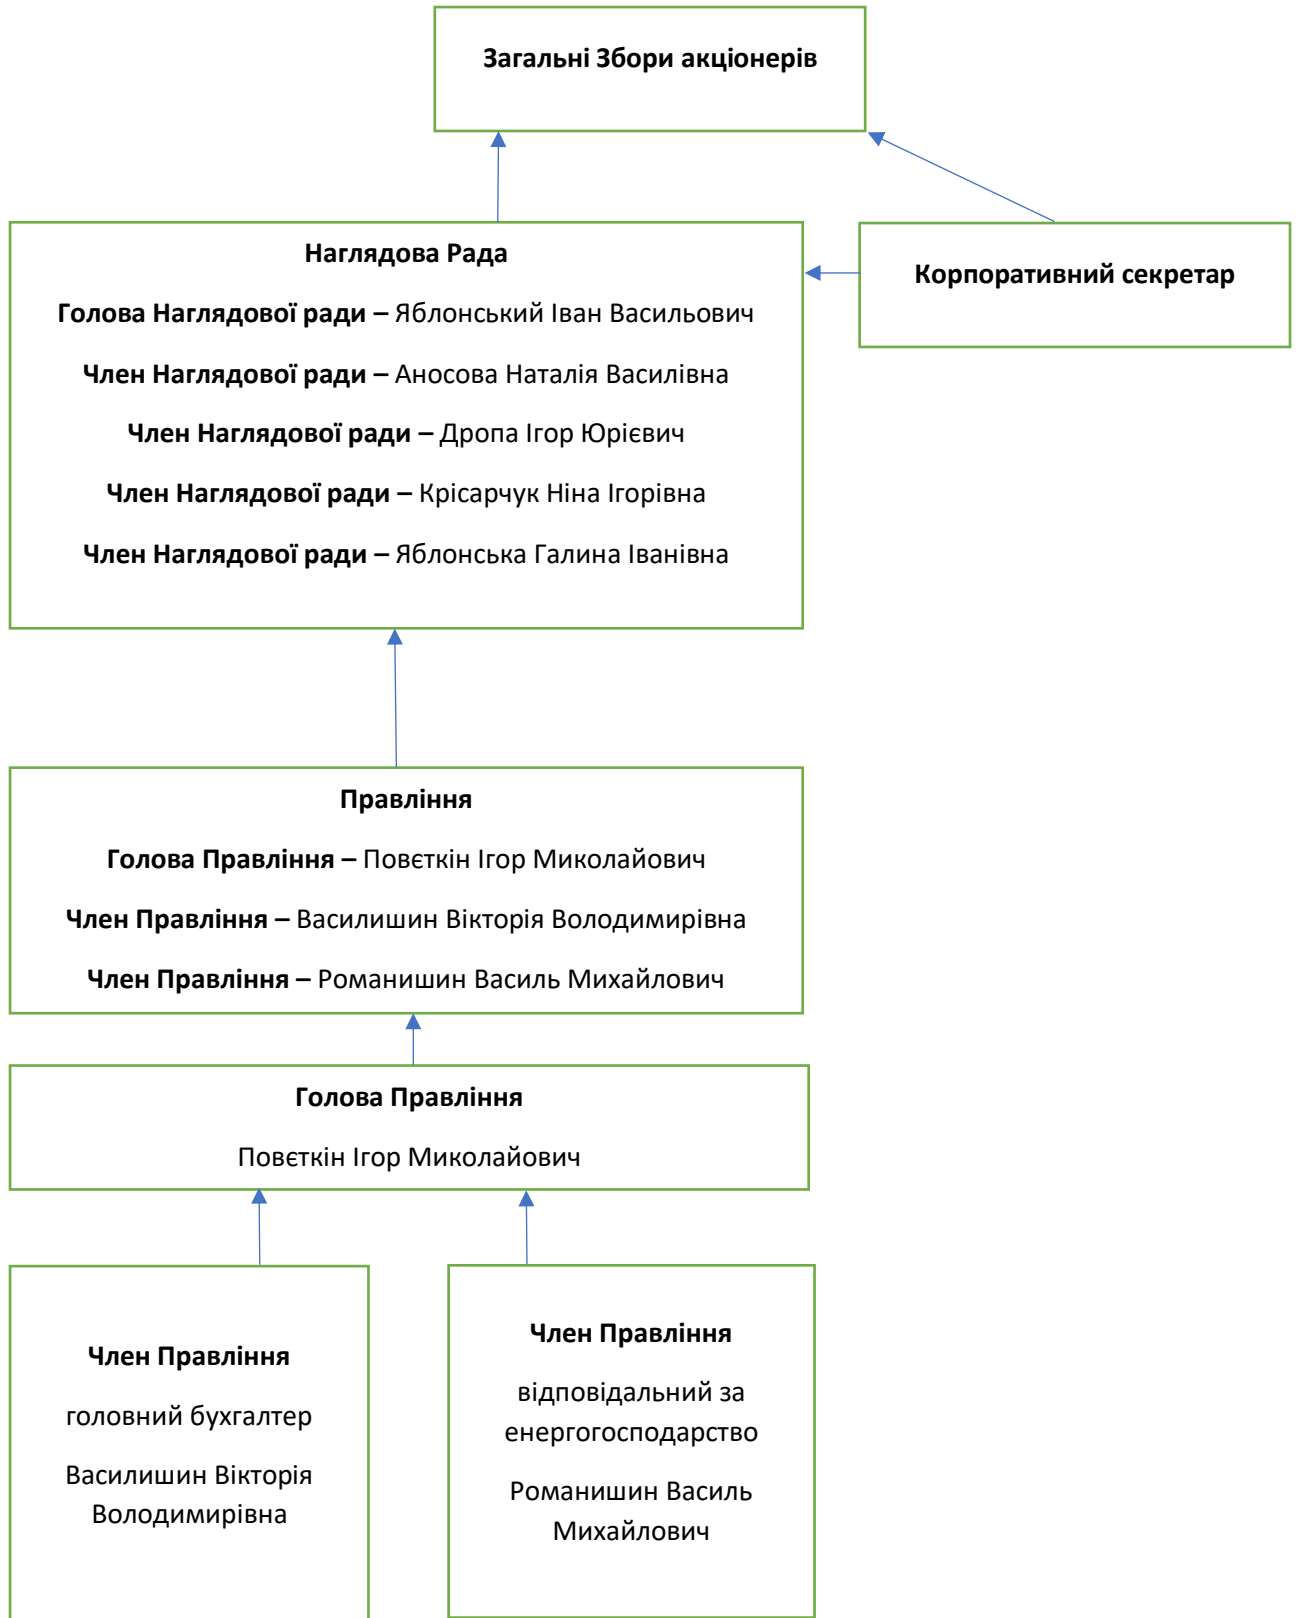 Загальні Збори акціонерів
Наглядова Рада
Голова Наглядової ради – Яблонський Іван Васильович
Член Наглядової ради – Аносова Наталія Василівна
Член Наглядової ради – Дропа Ігор Юрієвич
Член Наглядової ради – Крісарчук Ніна Ігорівна
Член Наглядової ради – Яблонська Галина Іванівна
Корпоративний секретар
Правління
Голова Правління – Повєткін Ігор Миколайович
Член Правління – Василишин Вікторія Володимирівна
Член Правління – Романишин Василь Михайлович
Голова Правління
Повєткін Ігор Миколайович
Член Правління
головний бухгалтер
Василишин Вікторія
Володимирівна
Член Правління
відповідальний за
енергогосподарство
Романишин Василь
Михайлович